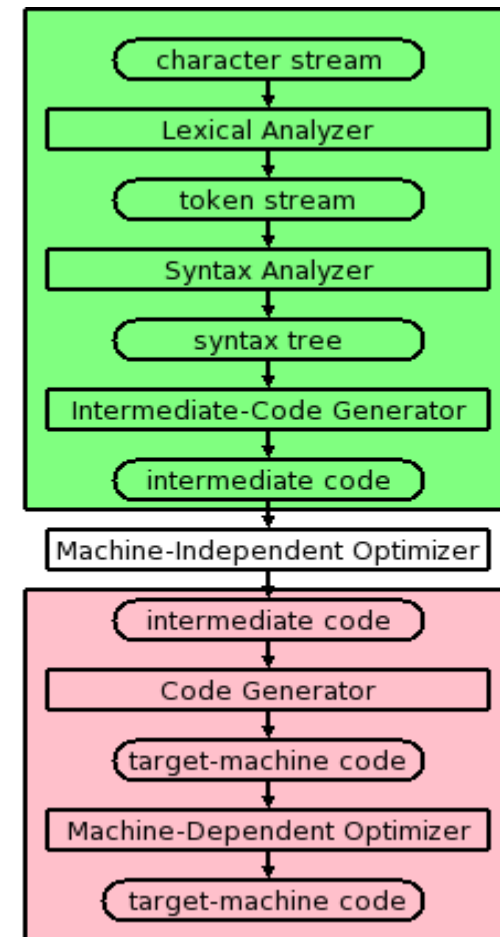 character stream
Lexical Analyzer
token stream
Syntax Analyzer
syntax tree
Intermediate-Code Generator
intermediate code
Machine-Independent Optimizer
intermediate code
Code Generator
target-machine code
Machine-Dependent Optimizer
target-machine code